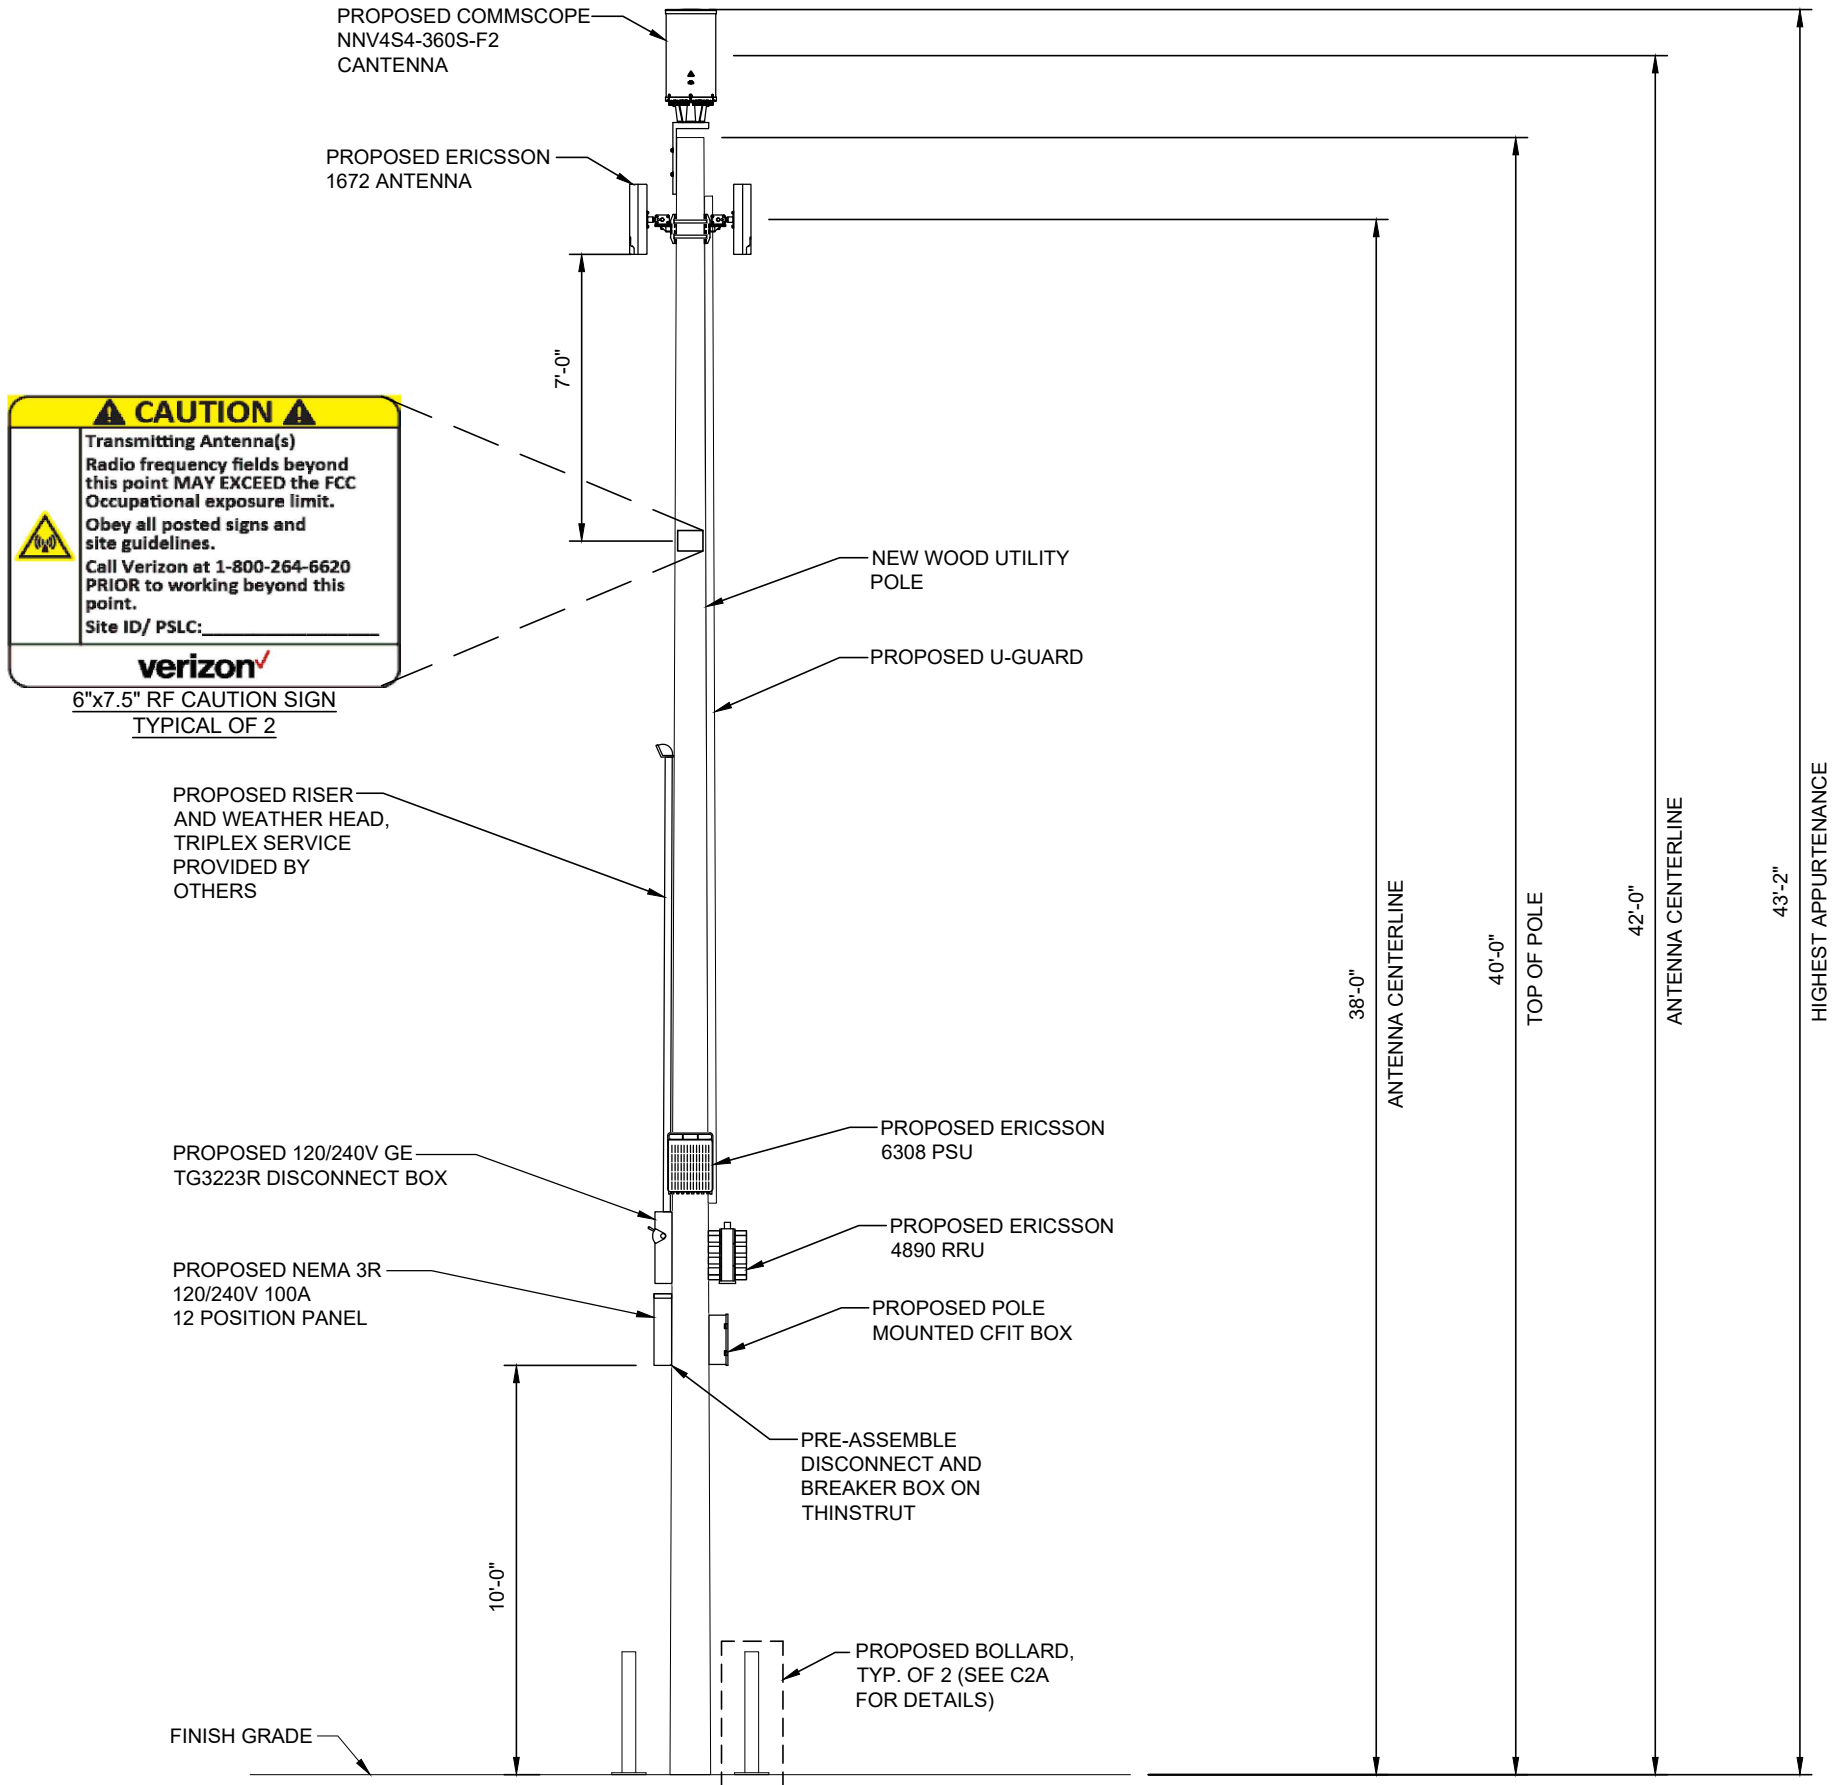 PROPOSED COMMSCOPE
NNV4S4-360S-F2
CANTENNA
PROPOSED ERICSSON
1672 ANTENNA
7'-0"
CAUTION
Transmitting Antenna(s)
Radio frequency fields beyond
this point MAY EXCEED the FCC
Occupational exposure limit.
Obey all posted signs and
site guidelines.
Call Verizon at 1-800-264-6620
PRIOR to working beyond this
point.
Site ID/ PSLC:___________________
verizon
6"x7.5" RF CAUTION SIGN
TYPICAL OF 2
NEW WOOD UTILITY
POLE
PROPOSED U-GUARD
PROPOSED RISER
AND WEATHER HEAD,
TRIPLEX SERVICE
PROVIDED BY
OTHERS
PROPOSED 120/240V GE
TG3223R DISCONNECT BOX
PROPOSED NEMA 3R
120/240V 100A
12 POSITION PANEL
PROPOSED ERICSSON
6308 PSU
PROPOSED ERICSSON
4890 RRU
PROPOSED POLE
MOUNTED CFIT BOX
PRE-ASSEMBLE
DISCONNECT AND
BREAKER BOX ON
THINSTRUT
10'-0"
PROPOSED BOLLARD,
TYP. OF 2 (SEE C2A
FOR DETAILS)
FINISH GRADE
38'-0"
ANTENNA CENTERLINE
40'-0"
TOP OF POLE
42'-0"
ANTENNA CENTERLINE
43'-2"
HIGHEST APPURTENANCE